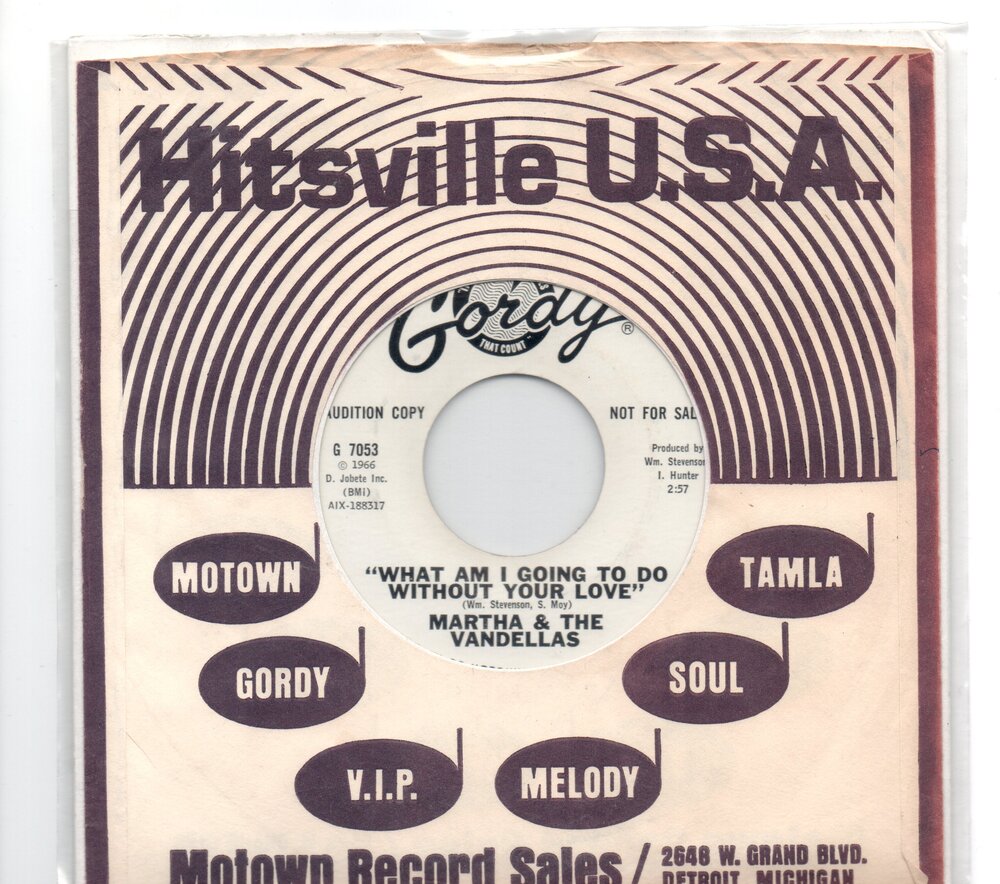 Hitsville U.S.A.
Gordy ®
THAT COUNT"
AUDITION COPY
NOT FOR SAL
G 7053
© 1966
D. Jobete Inc.
(BMI)
AIX-188317
Produced by
Wm. Stevenson
I. Hunter
2:57
"WHAT AM I GOING TO DO
WITHOUT YOUR LOVE"
(Wm. Stevenson, S. Moy)
MARTHA & THE
VANDELLAS
MOTOWN
TAMLA
GORDY
SOUL
V.I.P.
MELODY
Motown Record Sales / 2648 W. GRAND BLVD.
DETROIT, MICHIGAN